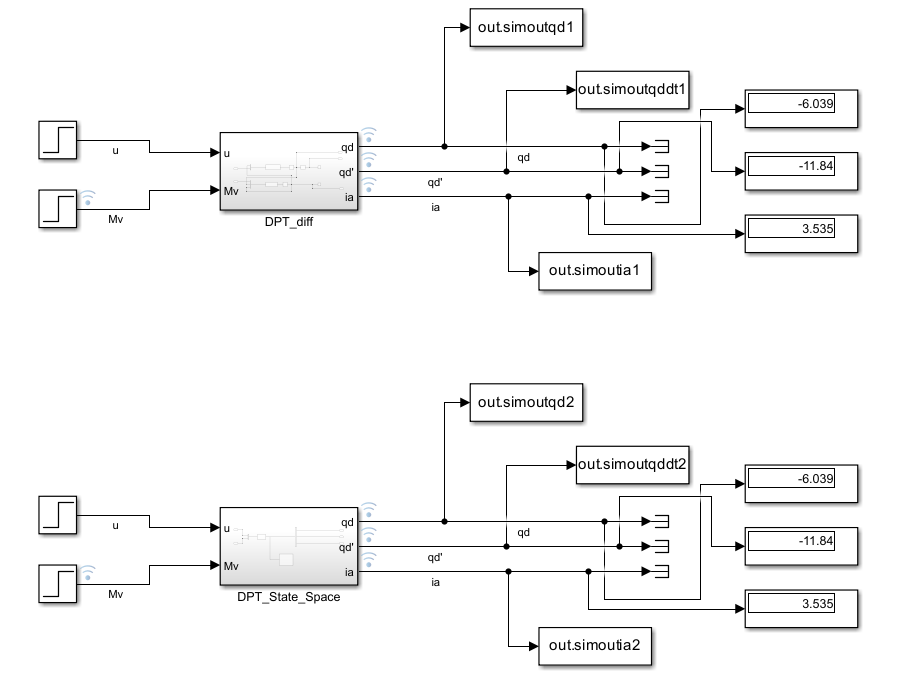 out.simoutqd1
out.simoutqddt1
-6.039
u
u
qd
qd
qd'
-11.84
Mv
Mv
qd'
ia
ia
3.535
DPT_diff
out.simoutia1
out.simoutqd2
out.simoutqddt2
-6.039
u
u
qd
qd
qd'
-11.84
Mv
Mv
qd'
ia
ia
3.535
DPT_State_Space
out.simoutia2